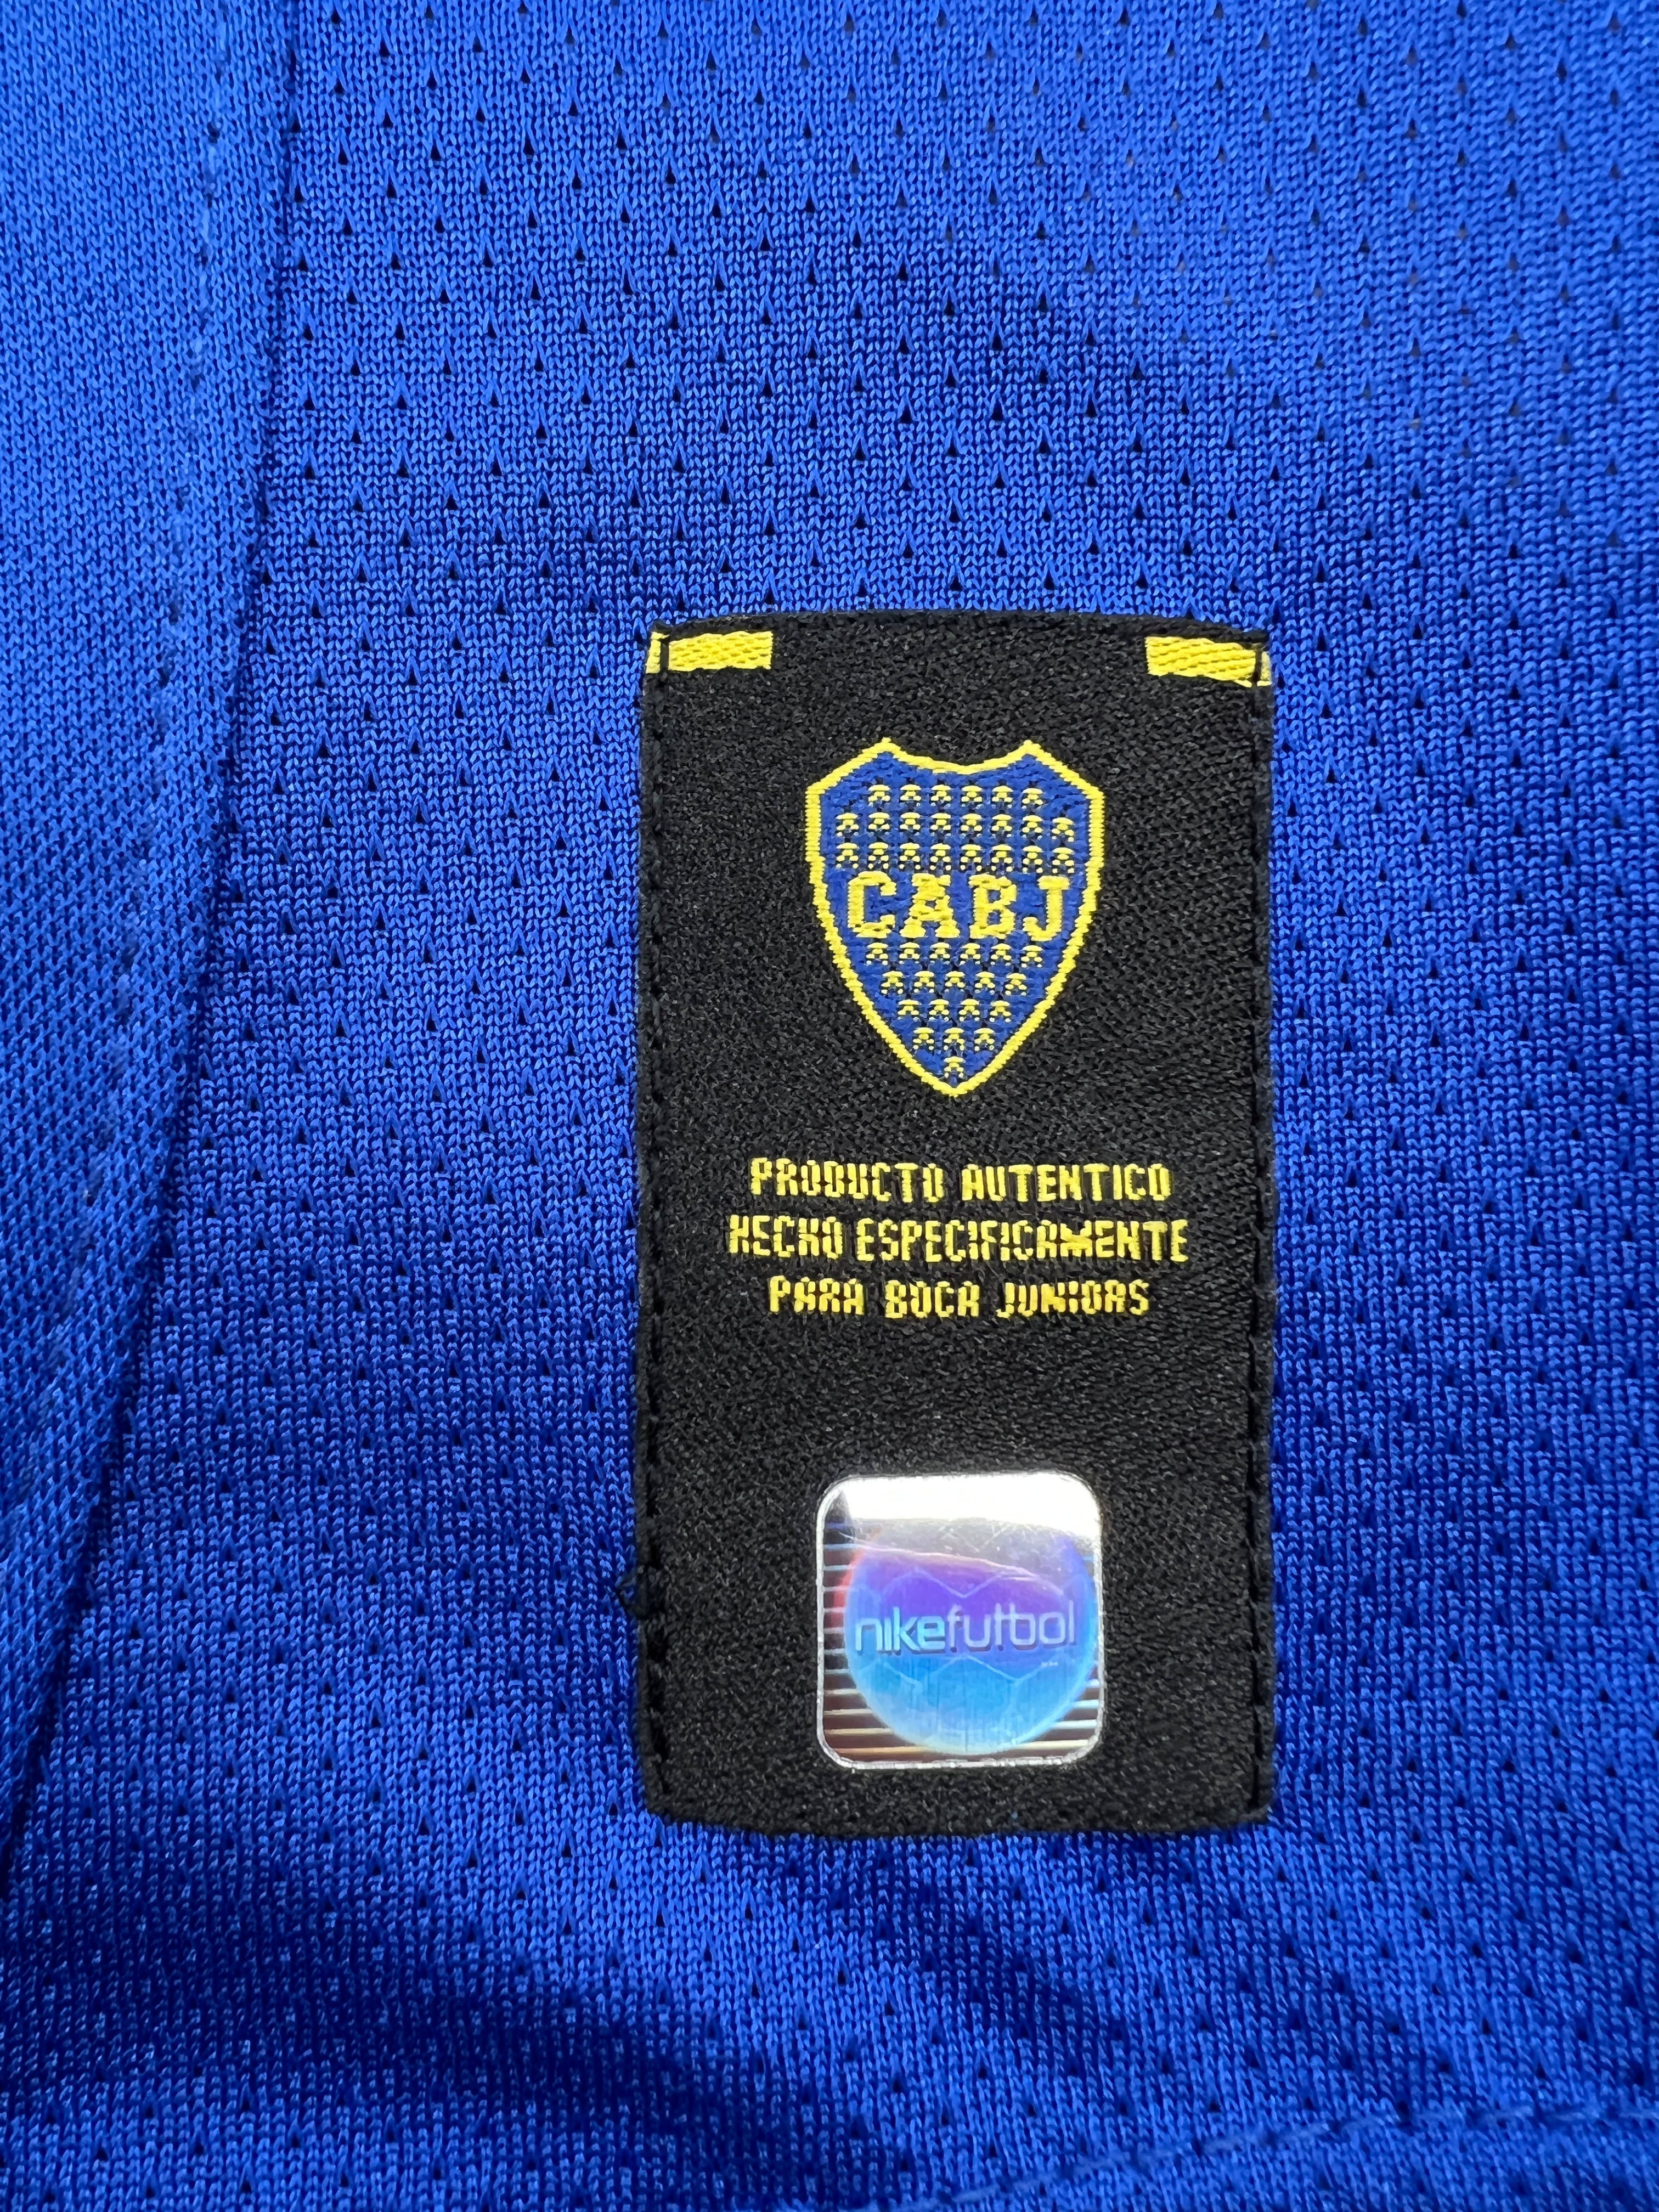 CABJ
PRODUCTO AUTENTICO
HECHO ESPECIFICAMENTE
PARA BOCA JUNIORS
nikefutbol